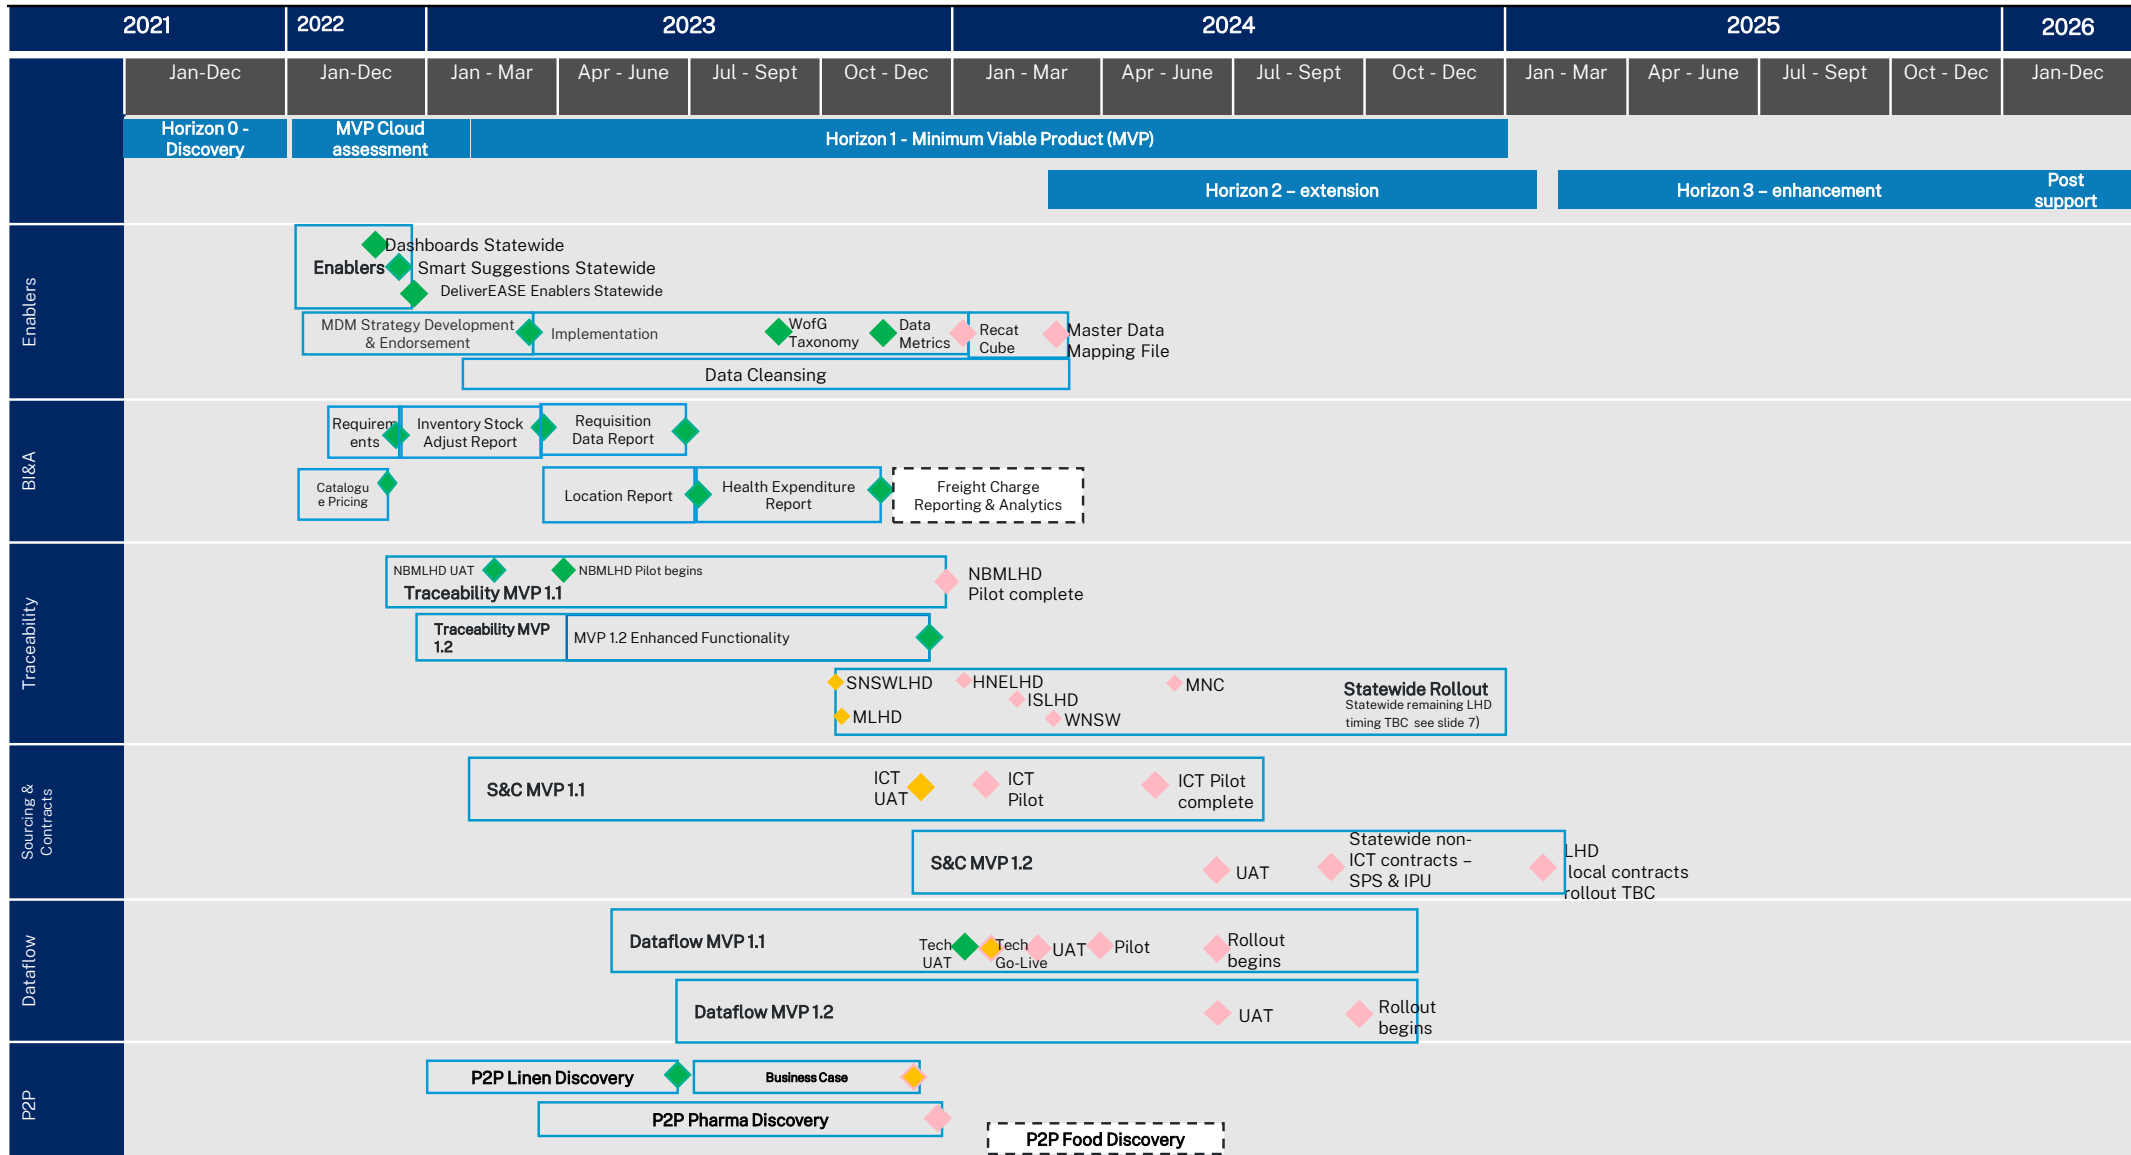 2021
2022
2023
2024
2025
2026
Jan-Dec
Jan-Dec
Jan - Mar
Apr - June
Jul - Sept
Oct - Dec
Jan - Mar
Apr - June
Jul - Sept
Oct - Dec
Jan - Mar
Apr - June
Jul - Sept
Oct - Dec
Jan-Dec
Horizon 0 -
Discovery
MVP Cloud
assessment
Horizon 1 - Minimum Viable Product (MVP)
Horizon 2 – extension
Horizon 3 – enhancement
Post
support
Enablers
Dashboards Statewide
Enablers
Smart Suggestions Statewide
DeliverEASE Enablers Statewide
MDM Strategy Development
& Endorsement
Implementation
WofG
Taxonomy
Data
Metrics
Recat
Cube
Master Data
Mapping File
Data Cleansing
BI&A
Requirem
ents
Inventory Stock
Adjust Report
Requisition
Data Report
Catalogu
e Pricing
Location Report
Health Expenditure
Report
Freight Charge
Reporting & Analytics
Traceability
NBMLHD UAT
NBMLHD Pilot begins
Traceability MVP 1.1
NBMLHD
Pilot complete
Traceability MVP
1.2
MVP 1.2 Enhanced Functionality
SNSWLHD
MLHD
HNELHD
ISLHD
WNSW
MNC
Statewide Rollout
Statewide remaining LHD
timing TBC see slide 7)
Sourcing &
Contracts
S&C MVP 1.1
ICT
UAT
ICT
Pilot
ICT Pilot
complete
S&C MVP 1.2
UAT
Statewide non-
ICT contracts –
SPS & IPU
LHD
local contracts
rollout TBC
Dataflow
Dataflow MVP 1.1
Tech
UAT
Tech
Go-Live
UAT
Pilot
Rollout
begins
Dataflow MVP 1.2
UAT
Rollout
begins
P2P
P2P Linen Discovery
Business Case
P2P Pharma Discovery
P2P Food Discovery